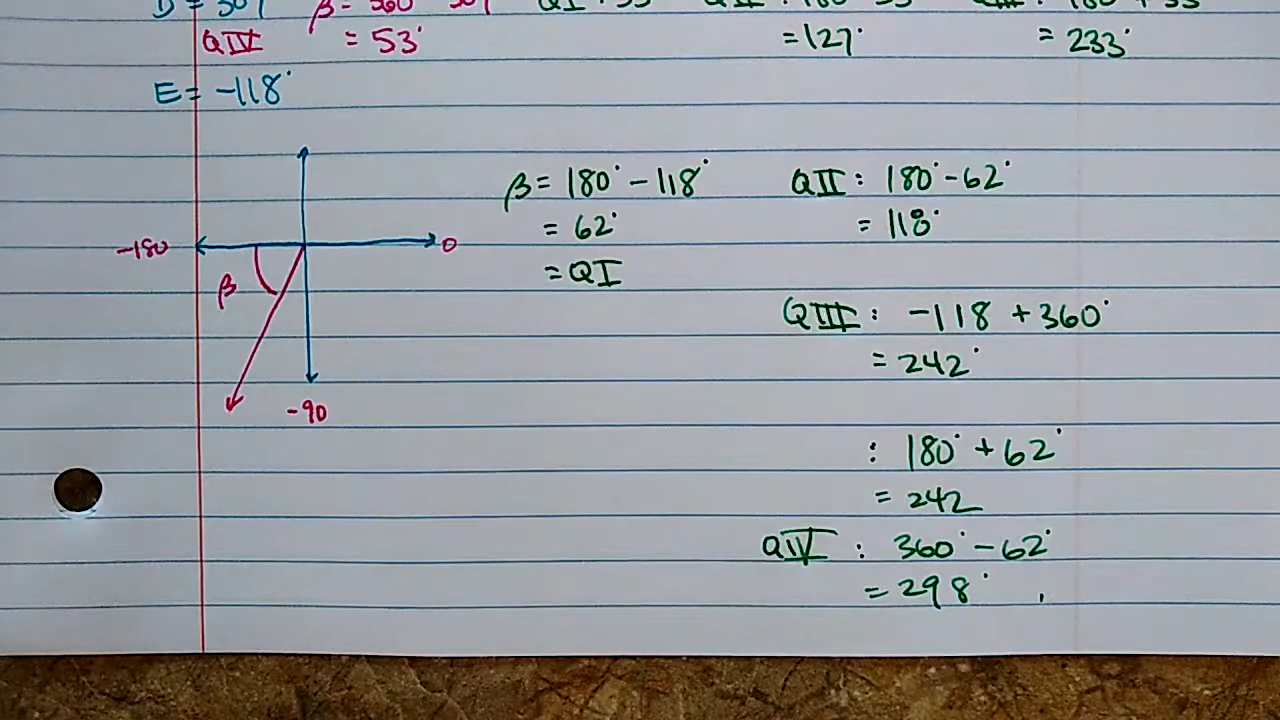 QIV = 53° = 127° = 233°
E = -118°
β = 180° - 118° QII : 180° - 62°
= 62° = 118°
-180 0
= QI
β
QIII : -118 + 360°
= 242°
-90
: 180° + 62°
= 242
QIV : 360° - 62°
= 298°